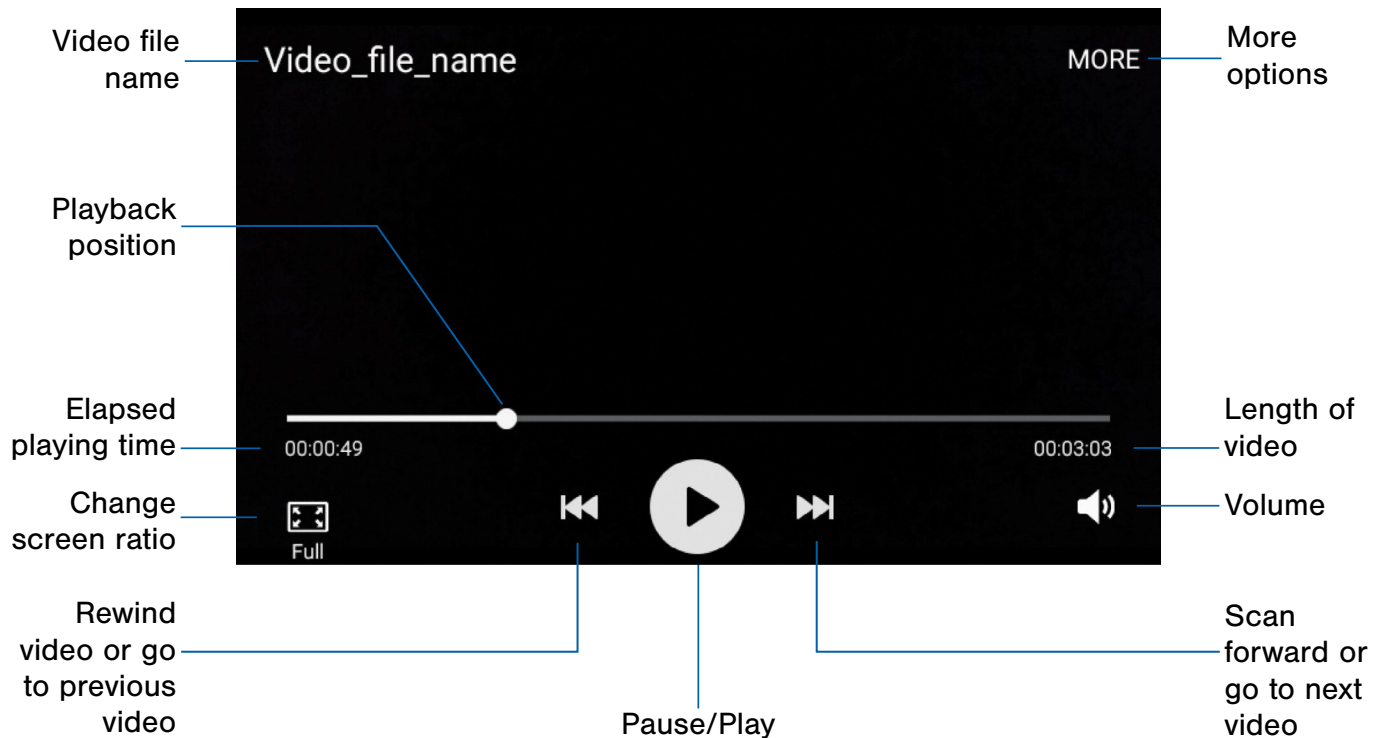 Video file
name
Video_file_name
MORE
More
options
Playback
position
Elapsed
playing time
00:00:49
00:03:03
Length of
video
Change
screen ratio
Full
Volume
Rewind
video or go
to previous
video
Pause/Play
Scan
forward or
go to next
video